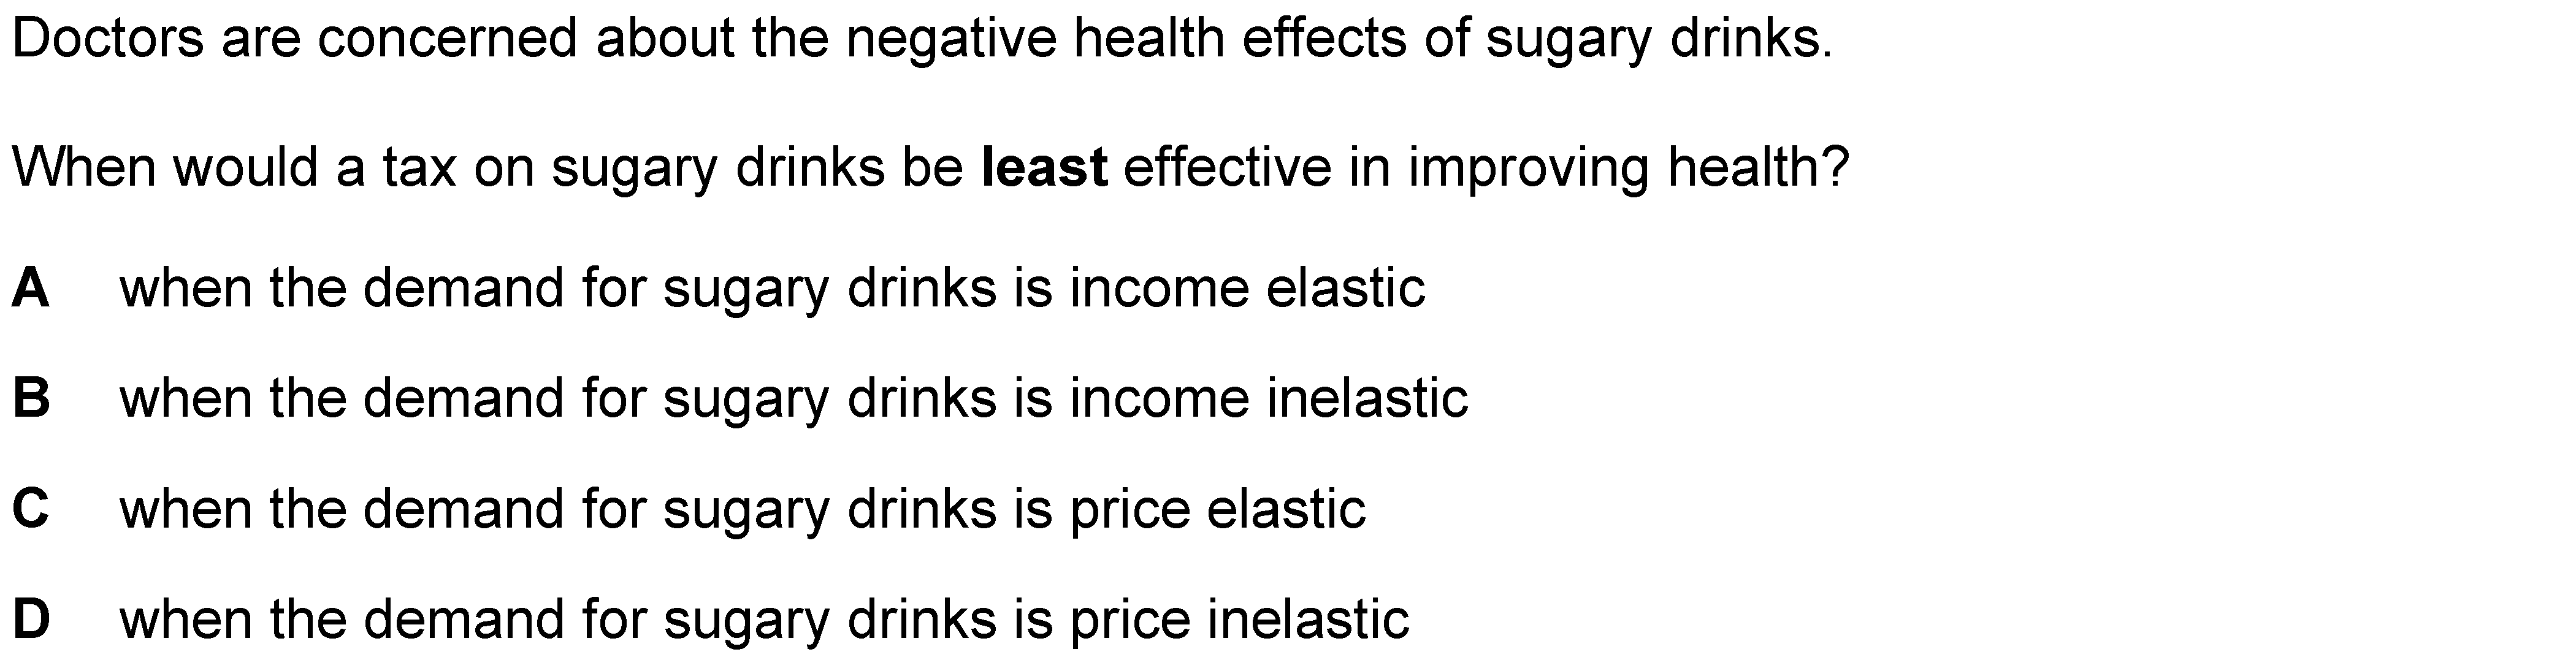 Doctors are concerned about the negative health effects of sugary drinks.
When would a tax on sugary drinks be least effective in improving health?
A when the demand for sugary drinks is income elastic
B when the demand for sugary drinks is income inelastic
C when the demand for sugary drinks is price elastic
D when the demand for sugary drinks is price inelastic